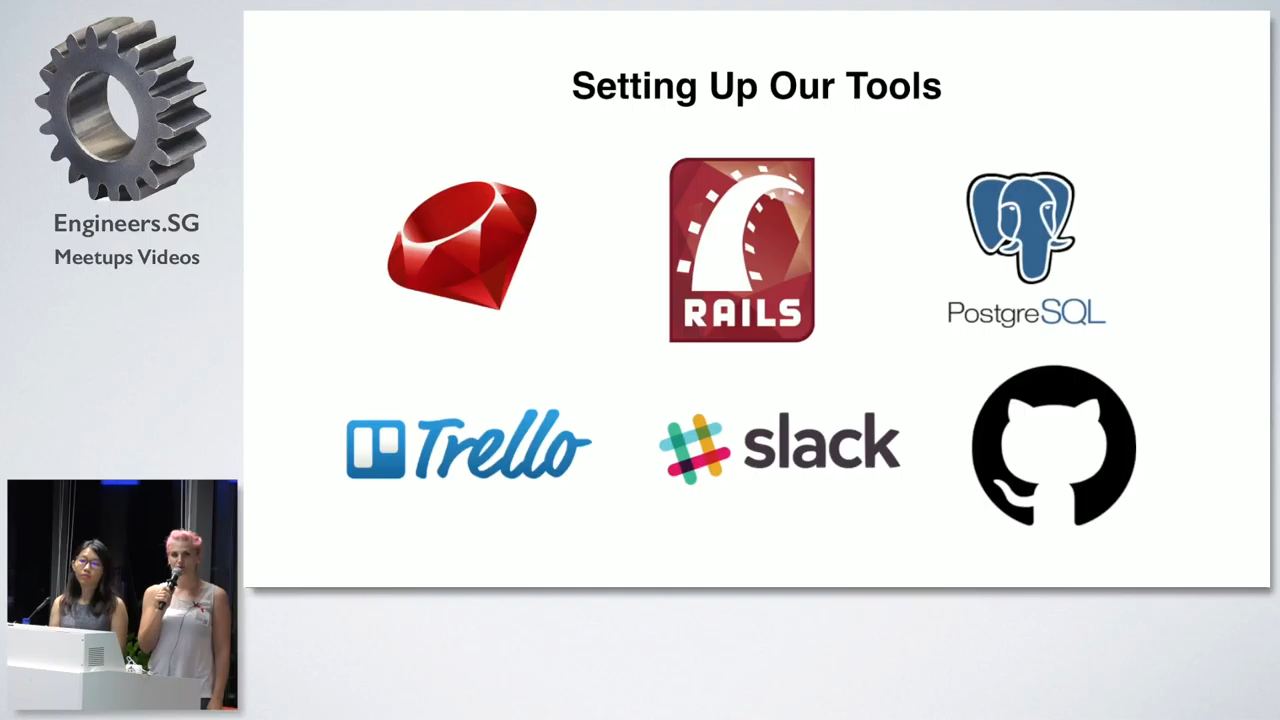 Engineers.SG
Meetups Videos
Setting Up Our Tools
RAILS
PostgreSQL
Trello
slack